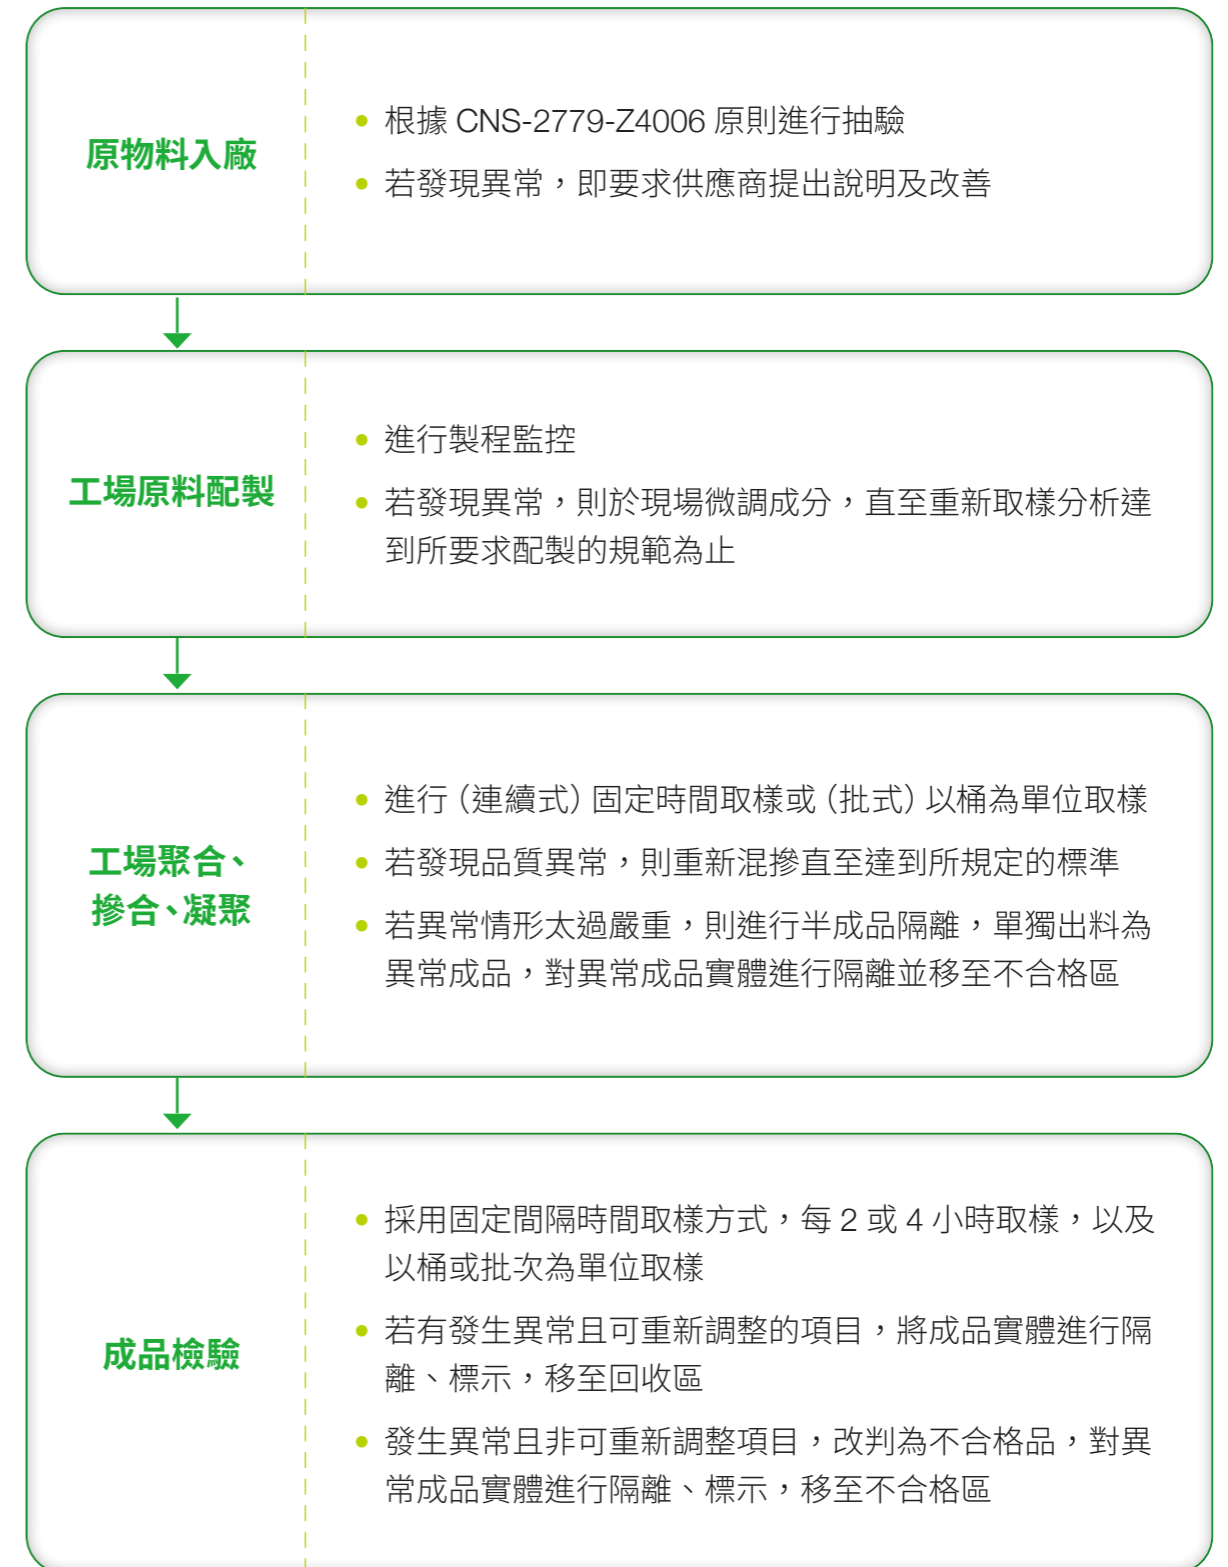 原物料入廠
• 根據 CNS-2779-Z4006 原則進行抽驗
• 若發現異常，即要求供應商提出說明及改善
工場原料配製
• 進行製程監控
• 若發現異常，則於現場微調成分，直至重新取樣分析達
到所要求配製的規範為止
工場聚合、
摻合、凝聚
• 進行（連續式）固定時間取樣或（批式）以桶為單位取樣
• 若發現品質異常，則重新混摻直至達到所規定的標準
• 若異常情形太過嚴重，則進行半成品隔離，單獨出料為
異常成品，對異常成品實體進行隔離並移至不合格區
成品檢驗
• 採用固定間隔時間取樣方式，每 2 或 4 小時取樣，以及
以桶或批次為單位取樣
• 若有發生異常且可重新調整的項目，將成品實體進行隔
離、標示，移至回收區
• 發生異常且非可重新調整項目，改判為不合格品，對異
常成品實體進行隔離、標示，移至不合格區